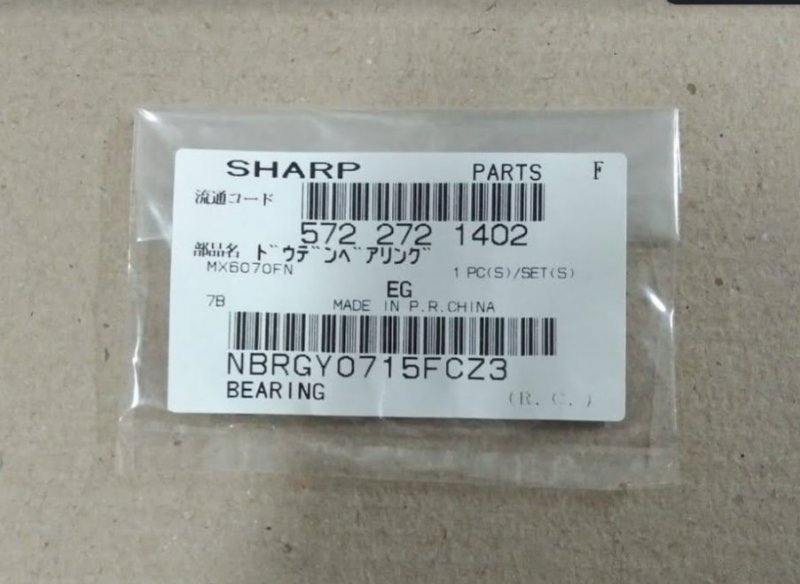 SHARP PARTS F
流通コード
572 272 1402
部品名 ドウデンベアリング
MX6070FN 1 PC(S)/SET(S)
EG
7B MADE IN P.R.CHINA
NBRGY0715FCZ3
BEARING (R.C.)